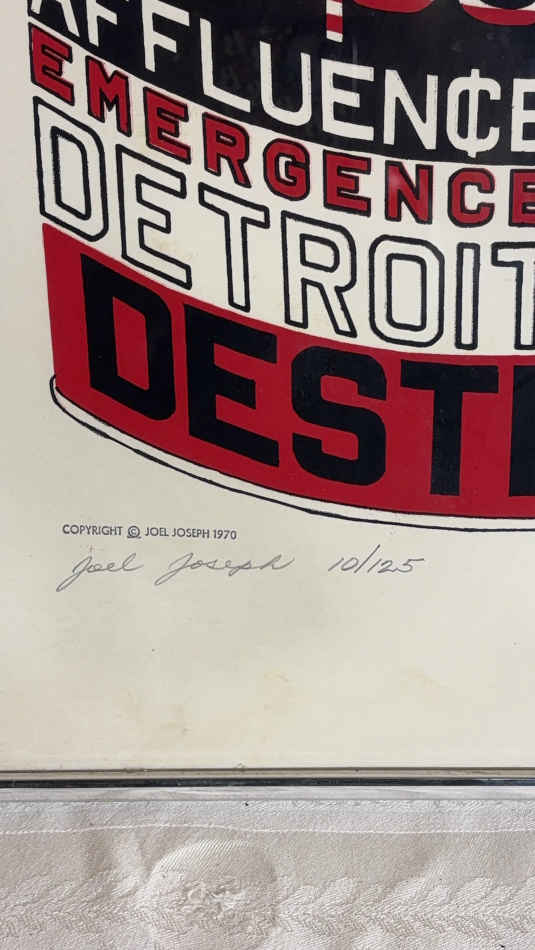 AFFLUEN¢E
EMERGENCE
DETROIT
DEST
COPYRIGHT © JOEL JOSEPH 1970
Joel Joseph 10/125